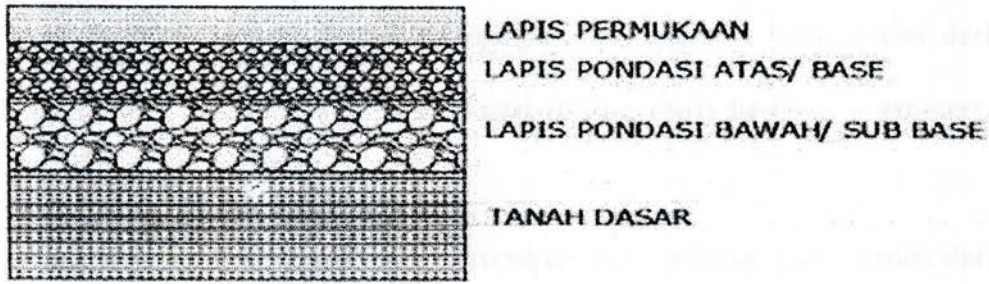 LAPIS PERMUKAAN
LAPIS PONDASI ATAS/ BASE
LAPIS PONDASI BAWAH/ SUB BASE
TANAH DASAR